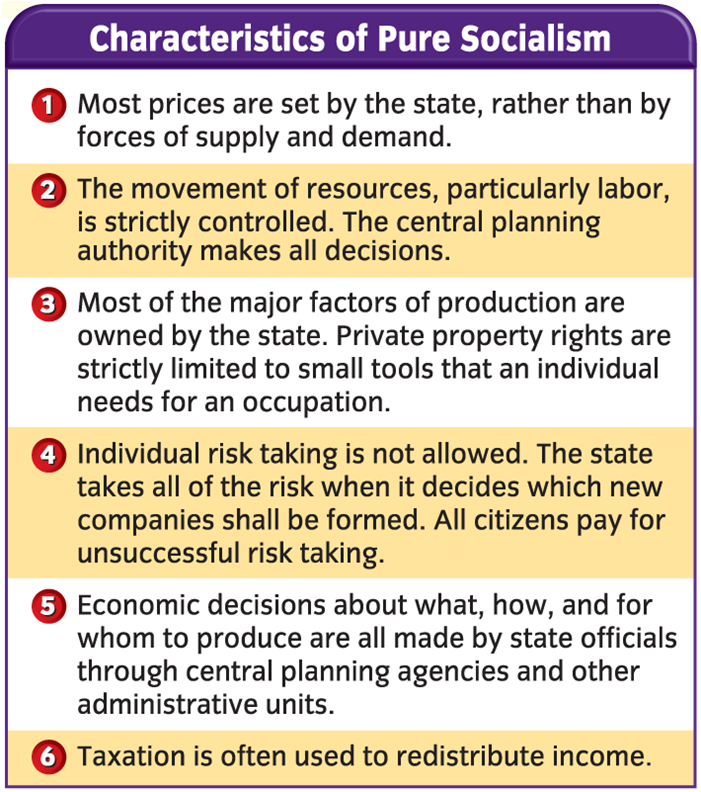 Characteristics of Pure Socialism
1 Most prices are set by the state, rather than by
forces of supply and demand.
2 The movement of resources, particularly labor,
is strictly controlled. The central planning
authority makes all decisions.
3 Most of the major factors of production are
owned by the state. Private property rights are
strictly limited to small tools that an individual
needs for an occupation.
4 Individual risk taking is not allowed. The state
takes all of the risk when it decides which new
companies shall be formed. All citizens pay for
unsuccessful risk taking.
5 Economic decisions about what, how, and for
whom to produce are all made by state officials
through central planning agencies and other
administrative units.
6 Taxation is often used to redistribute income.